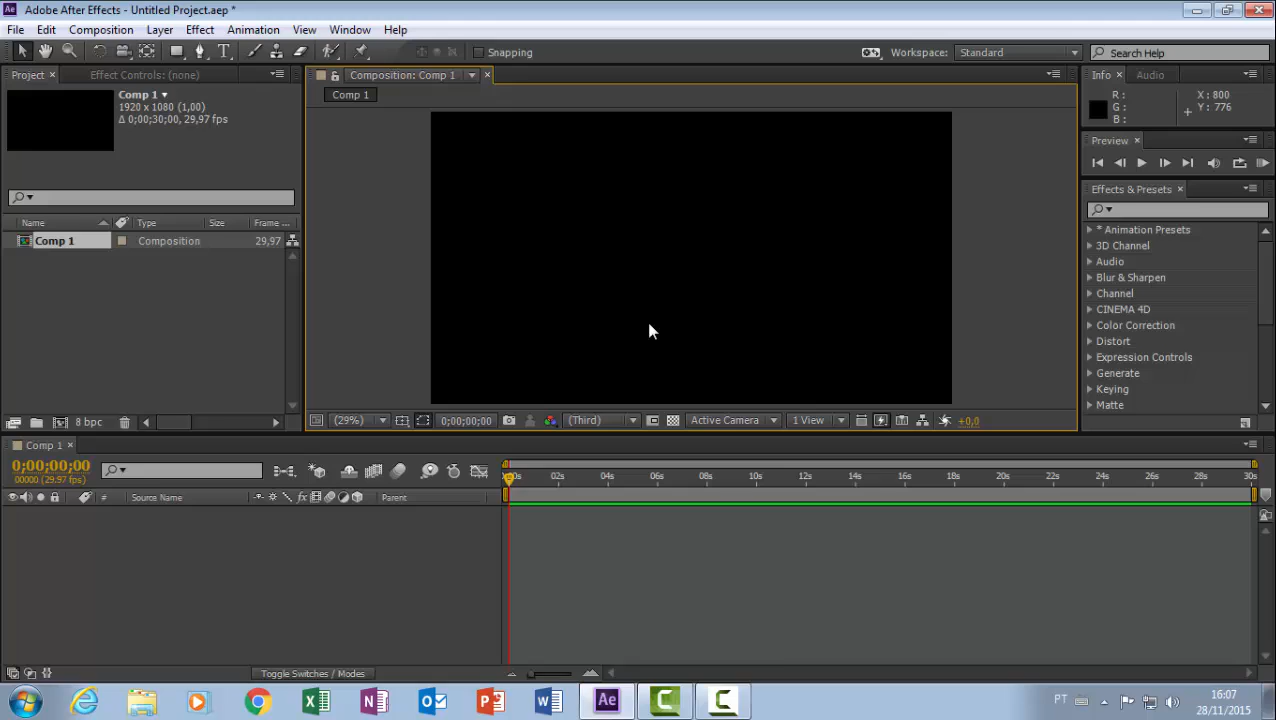 Adobe After Effects - Untitled Project.aep *
File Edit Composition Layer Effect Animation View Window Help
Snapping
Workspace: Standard
Search Help
Project
Effect Controls: (none)
Composition: Comp 1
Info
Audio
Comp 1
Comp 1
1920 x 1080 (1,00)
Δ 0;00;30;00, 29,97 fps
R :
G :
B :
X : 800
Y : 776
Preview
Effects & Presets
Name Type Size Frame ...
Comp 1 Composition 29,97
* Animation Presets
3D Channel
Audio
Blur & Sharpen
Channel
CINEMA 4D
Color Correction
Distort
Expression Controls
Generate
Keying
Matte
8 bpc
(29%) 0;00;00;00 (Third) Active Camera 1 View +0,0
Comp 1
0;00;00;00
00000 (29.97 fps)
# Source Name Parent
02s 04s 06s 08s 10s 12s 14s 16s 18s 20s 22s 24s 26s 28s 30s
Toggle Switches / Modes
PT
16:07
28/11/2015